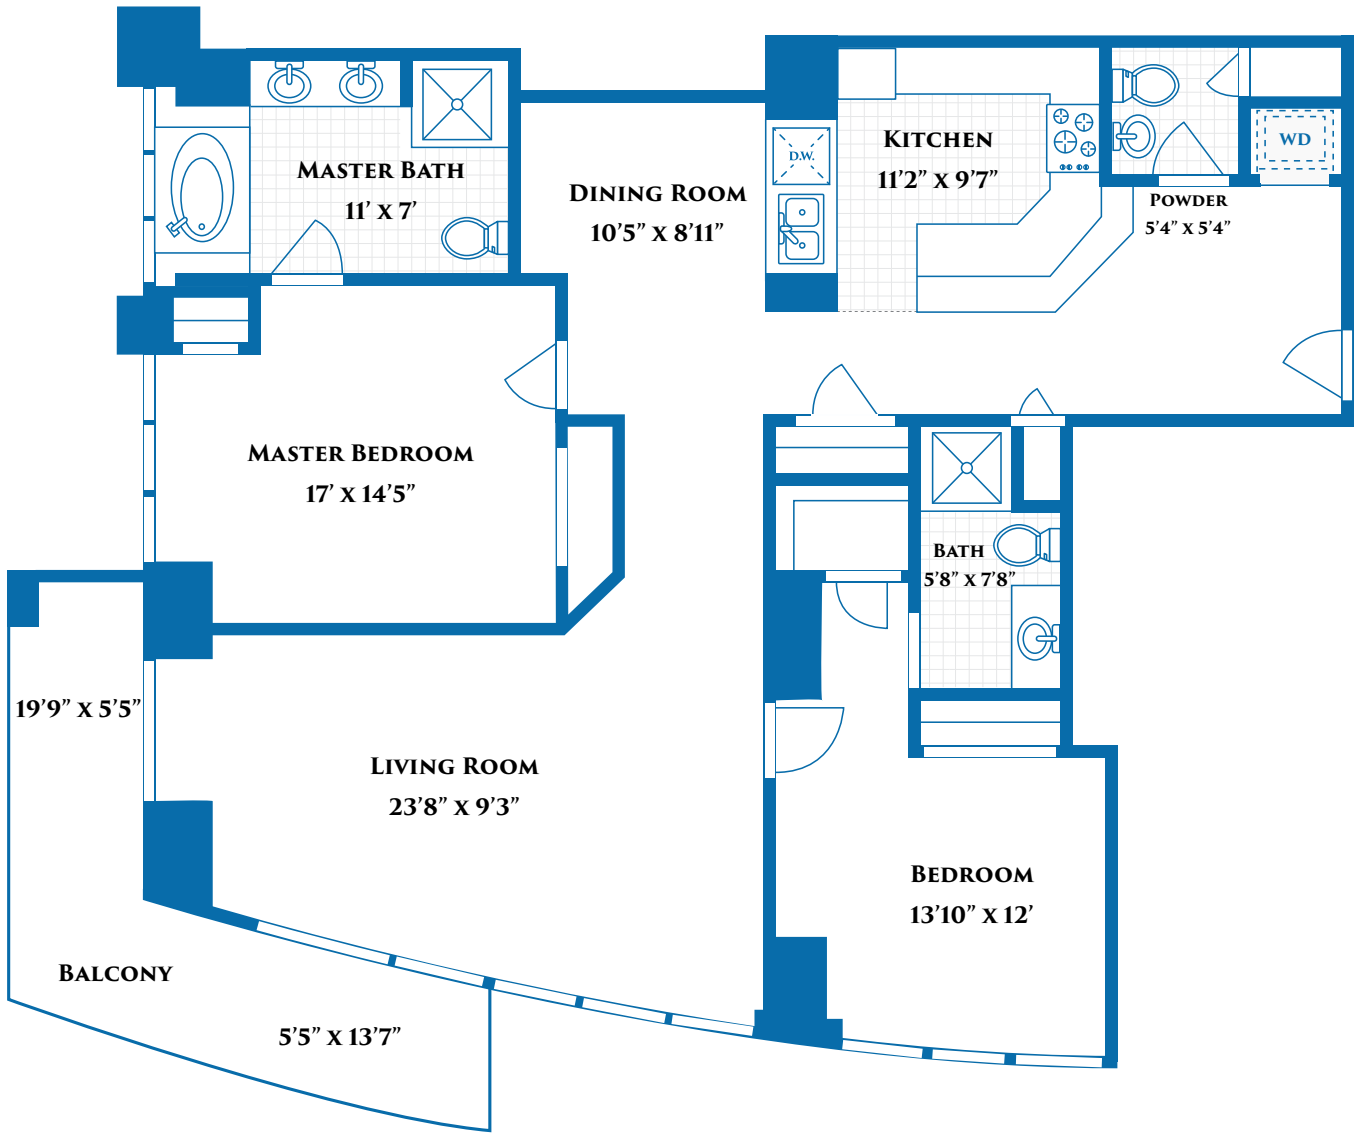 MASTER BATH
11' X 7'
DINING ROOM
10'5" X 8'11"
D.W.
KITCHEN
11'2" X 9'7"
WD
POWDER
5'4" X 5'4"
MASTER BEDROOM
17' X 14'5"
BATH
5'8" X 7'8"
19'9" X 5'5"
LIVING ROOM
23'8" X 9'3"
BEDROOM
13'10" X 12'
BALCONY
5'5" X 13'7"